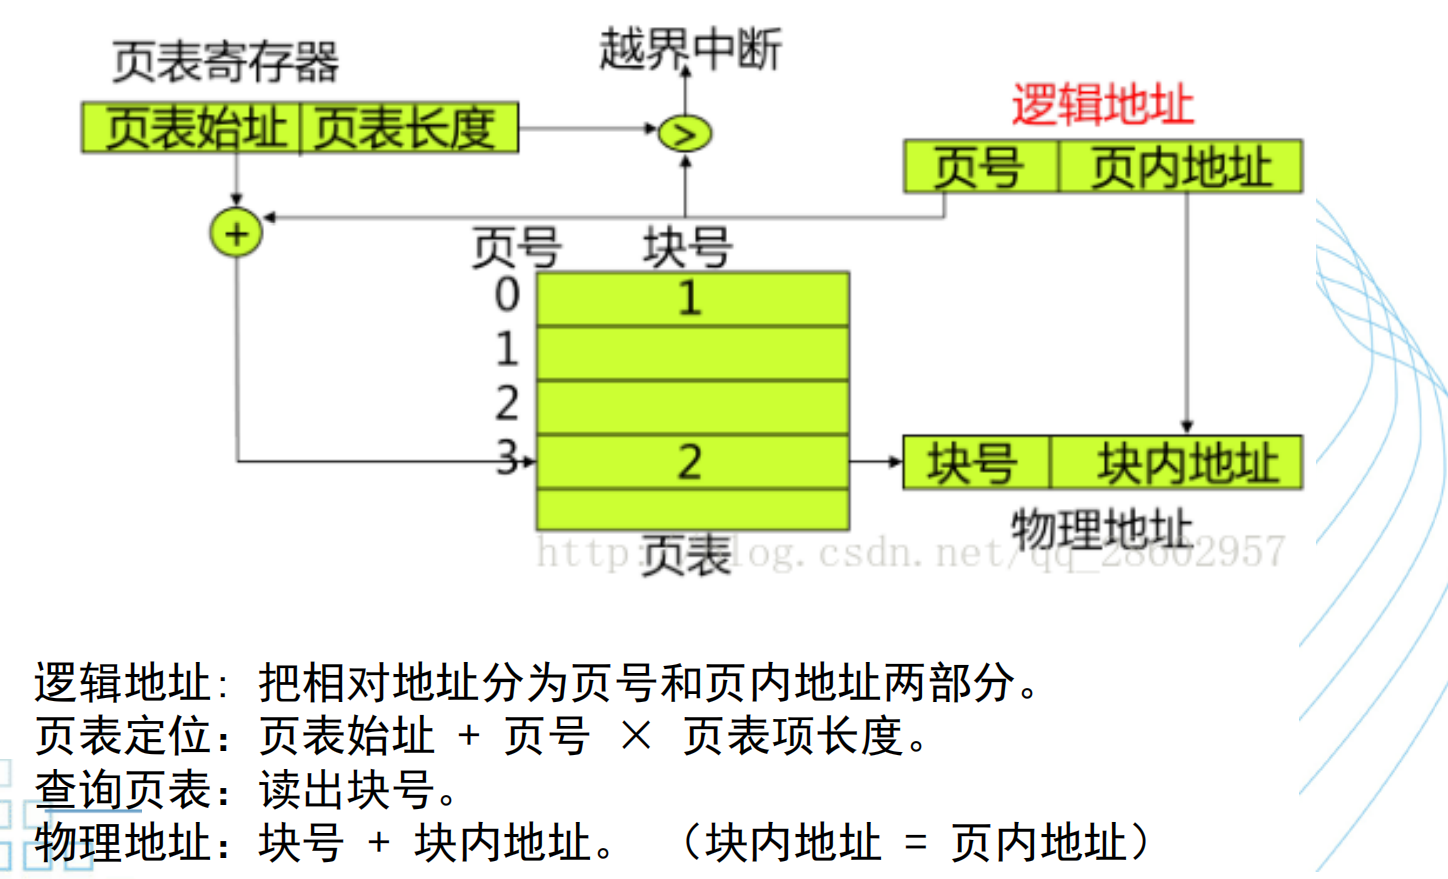 页表寄存器
越界中断
页表始址 页表长度
>
逻辑地址
页号 页内地址
+
页号 块号
0 1
1
2
3 2
块号 块内地址
物理地址
页表
http://blog.csdn.net/qq_28602957
逻辑地址: 把相对地址分为页号和页内地址两部分。
页表定位: 页表始址 + 页号 × 页表项长度。
查询页表: 读出块号。
物理地址: 块号 + 块内地址。 （块内地址 = 页内地址）